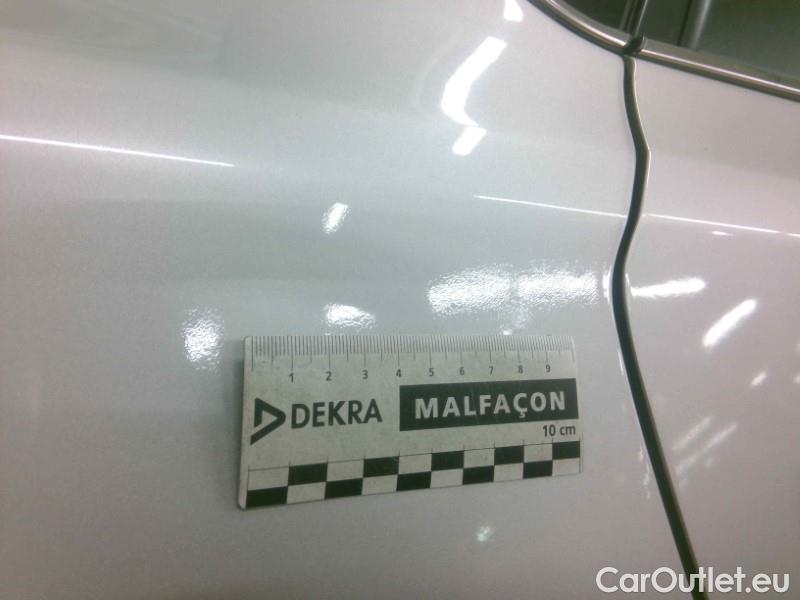 1 2 3 4 5 6 7 8 9
DEKRA MALFAÇON
10 cm
CarOutlet.eu